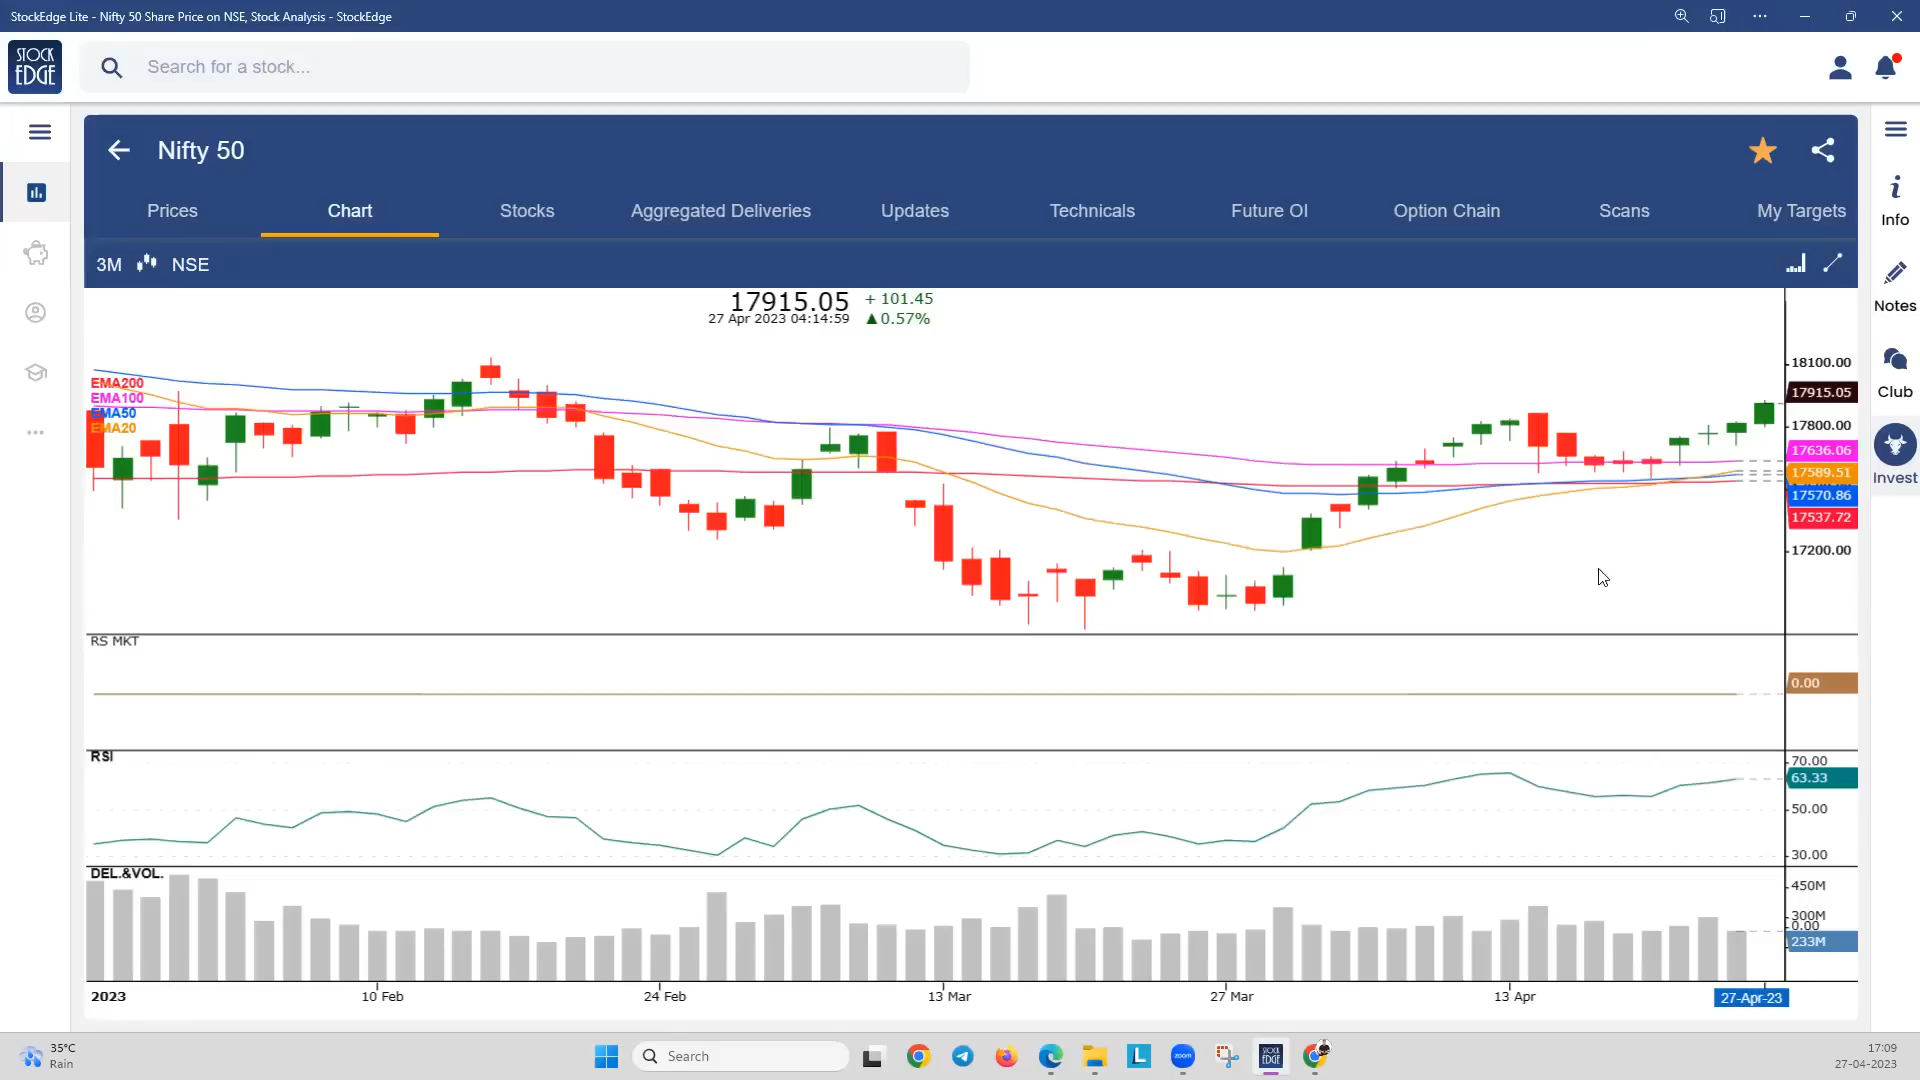 StockEdge Lite - Nifty 50 Share Price on NSE, Stock Analysis - StockEdge
STOCK
EDGE
Search for a stock...
Nifty 50
Prices Chart Stocks Aggregated Deliveries Updates Technicals Future OI Option Chain Scans My Targets
3M NSE
Info
Notes
Club
Invest
17915.05 + 101.45
27 Apr 2023 04:14:59 ▲0.57%
EMA200
EMA100
EMA50
EMA20
18100.00
17915.05
17800.00
17636.06
17589.51
17570.86
17537.72
17200.00
RS MKT
0.00
RSI
70.00
63.33
50.00
30.00
DEL.&VOL.
450M
300M
0.00
233M
2023 10 Feb 24 Feb 13 Mar 27 Mar 13 Apr 27-Apr-23
35°C
Rain
Search
L
zoom
STOCK
EDGE
17:09
27-04-2023